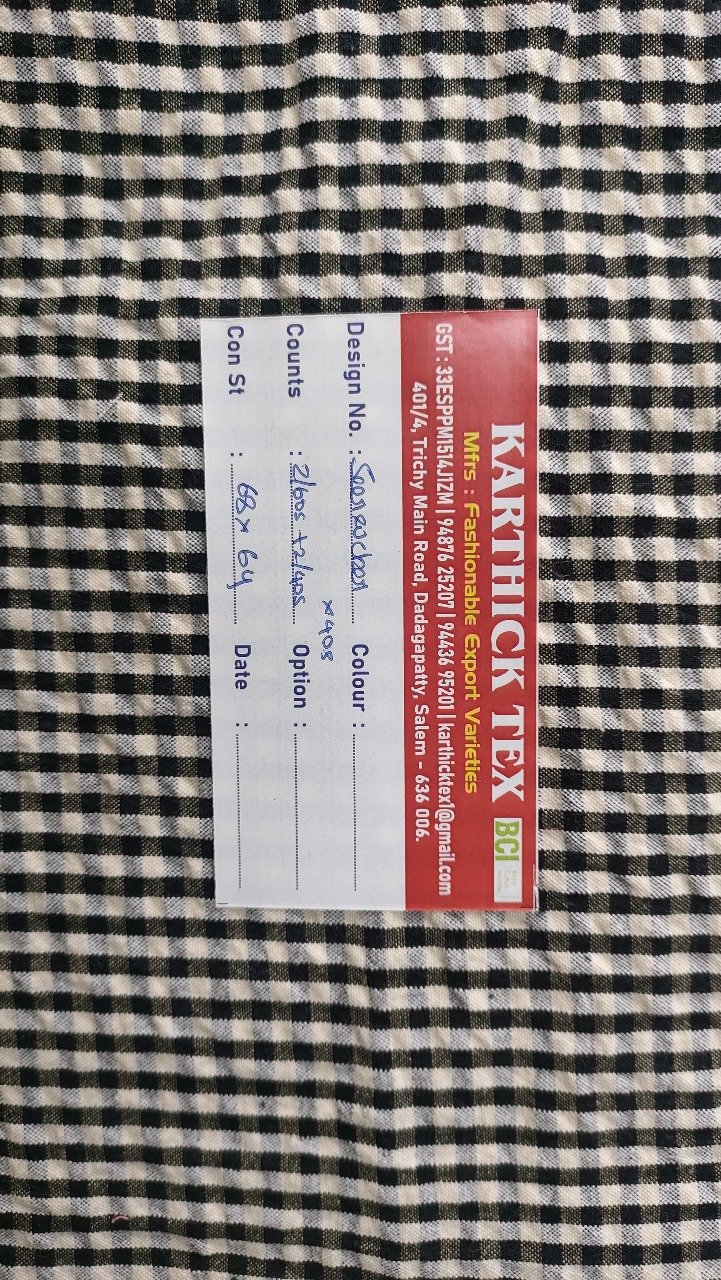 KARTHICK TEX BCI
Mfrs : Fashionable Export Varieties
GST : 33ESPPM1514J1ZM | 94876 25207 | 94436 95201 | karthicktex1@gmail.com
401/4, Trichy Main Road, Dadagapatty, Salem - 636 006.
Design No. : Colour :
x 40s
Counts : 2/60s + 2/40s Option :
Con St : 68 x 64 Date :